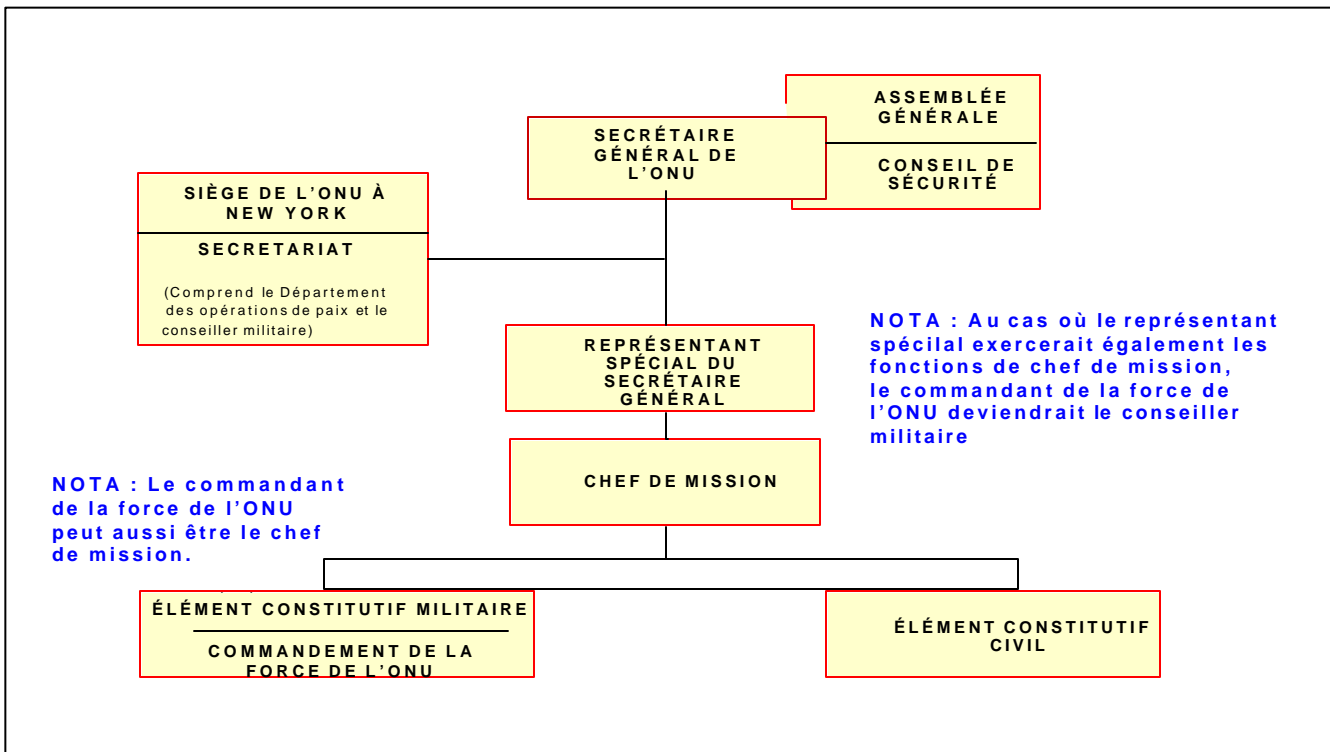 ASSEMBLÉE
GÉNÉRALE
CONSEIL DE
SÉCURITÉ
SECRÉTAIRE
GÉNÉRAL DE
L’ONU
SIÈGE DE L’ONU À
NEW YORK
SECRETARIAT
(Comprend le Département
des opérations de paix et le
conseiller militaire)
REPRÉSENTANT
SPÉCIAL DU
SECRÉTAIRE
GÉNÉRAL
NOTA : Au cas où le représentant
spécilal exercerait également les
fonctions de chef de mission,
le commandant de la force de
l’ONU deviendrait le conseiller
militaire
CHEF DE MISSION
NOTA : Le commandant
de la force de l’ONU
peut aussi être le chef
de mission.
ÉLÉMENT CONSTITUTIF MILITAIRE
COMMANDEMENT DE LA
FORCE DE L’ONU
ÉLÉMENT CONSTITUTIF
CIVIL